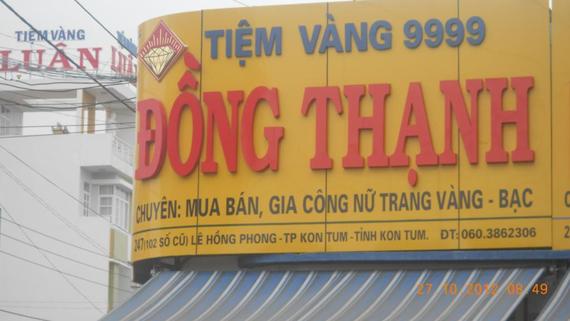 TIỆM VÀNG
LUÂN
TIỆM VÀNG 9999
ĐỒNG THẠNH
CHUYÊN: MUA BÁN, GIA CÔNG NỮ TRANG VÀNG - BẠC
247(102 SỐ CŨ) LÊ HỒNG PHONG -TP KON TUM -TỈNH KON TUM. ĐT: 060.3862306
27 10 2012 08 49